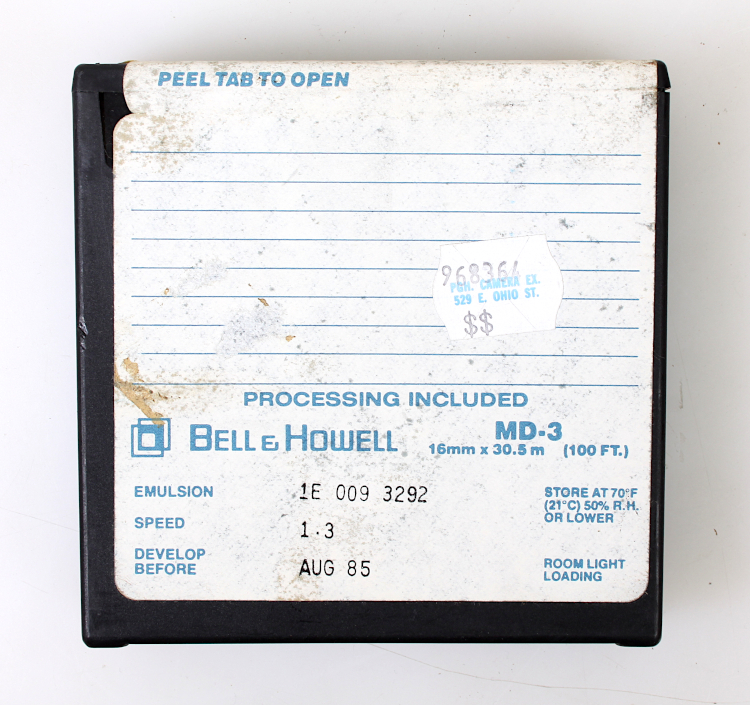 PEEL TAB TO OPEN
968364
PGH. CAMERA EX.
529 E. OHIO ST.
$$
PROCESSING INCLUDED
BELL & HOWELL
MD-3
16mm x 30.5 m (100 FT.)
EMULSION 1E 009 3292
SPEED 1.3
DEVELOP BEFORE AUG 85
STORE AT 70°F
(21°C) 50% R.H.
OR LOWER
ROOM LIGHT
LOADING